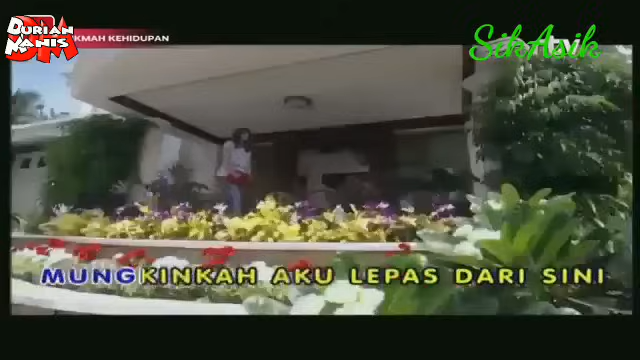 DURIAN
MANIS
KMAH KEHIDUPAN
SikAsik
MUNGKINKAH AKU LEPAS DARI SINI